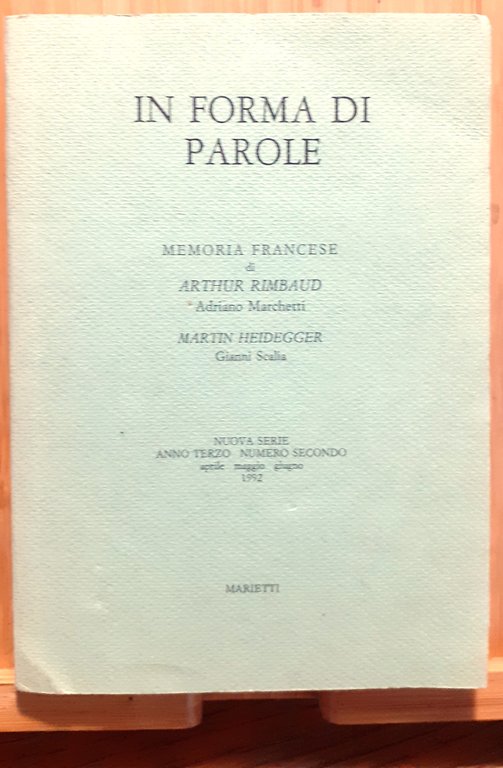 IN FORMA DI
PAROLE
MEMORIA FRANCESE
di
ARTHUR RIMBAUD
Adriano Marchetti
MARTIN HEIDEGGER
Gianni Scalia
NUOVA SERIE
ANNO TERZO NUMERO SECONDO
aprile maggio giugno
1992
MARIETTI